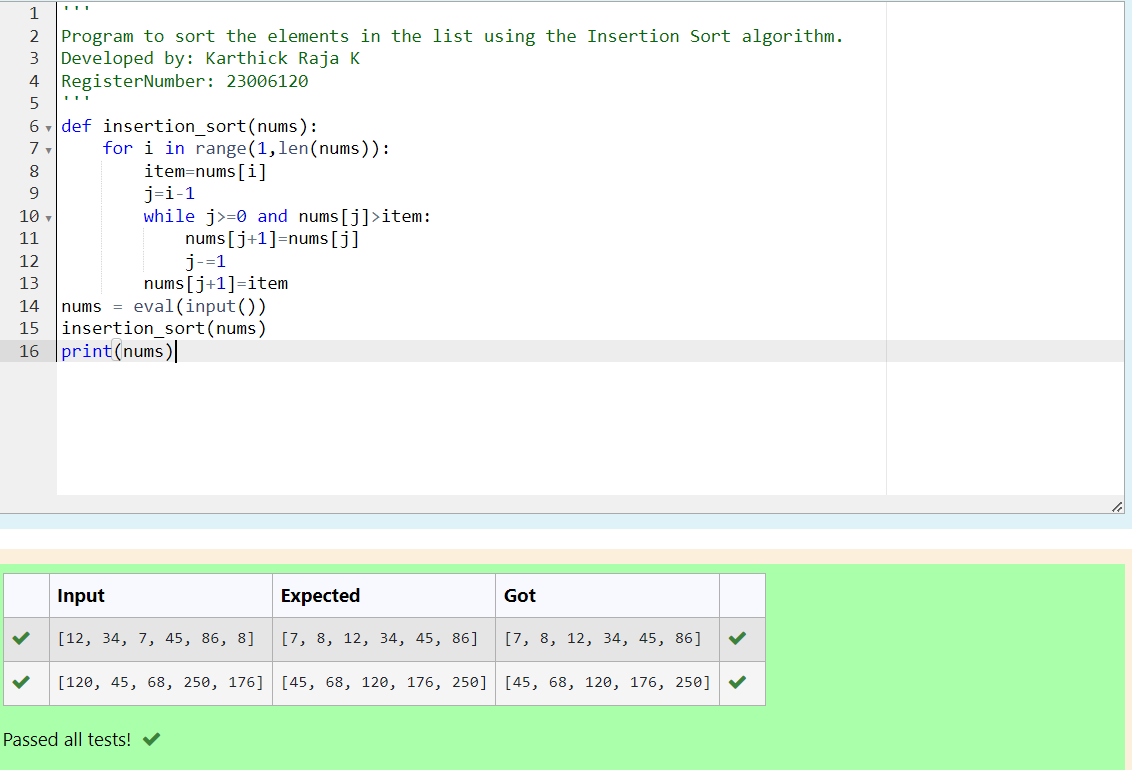 1 '''
2 Program to sort the elements in the list using the Insertion Sort algorithm.
3 Developed by: Karthick Raja K
4 RegisterNumber: 23006120
5 '''
6 def insertion_sort(nums):
7     for i in range(1,len(nums)):
8         item=nums[i]
9         j=i-1
10         while j>=0 and nums[j]>item:
11             nums[j+1]=nums[j]
12             j-=1
13         nums[j+1]=item
14 nums = eval(input())
15 insertion_sort(nums)
16 print(nums)
Input Expected Got
[12, 34, 7, 45, 86, 8] [7, 8, 12, 34, 45, 86] [7, 8, 12, 34, 45, 86]
[120, 45, 68, 250, 176] [45, 68, 120, 176, 250] [45, 68, 120, 176, 250]
Passed all tests!